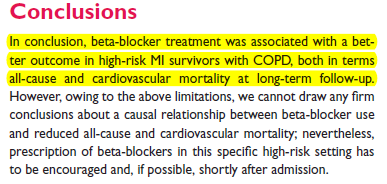 Conclusions
In conclusion, beta-blocker treatment was associated with a bet-
ter outcome in high-risk MI survivors with COPD, both in terms
all-cause and cardiovascular mortality at long-term follow-up.
However, owing to the above limitations, we cannot draw any firm
conclusions about a causal relationship between beta-blocker use
and reduced all-cause and cardiovascular mortality; nevertheless,
prescription of beta-blockers in this specific high-risk setting has
to be encouraged and, if possible, shortly after admission.